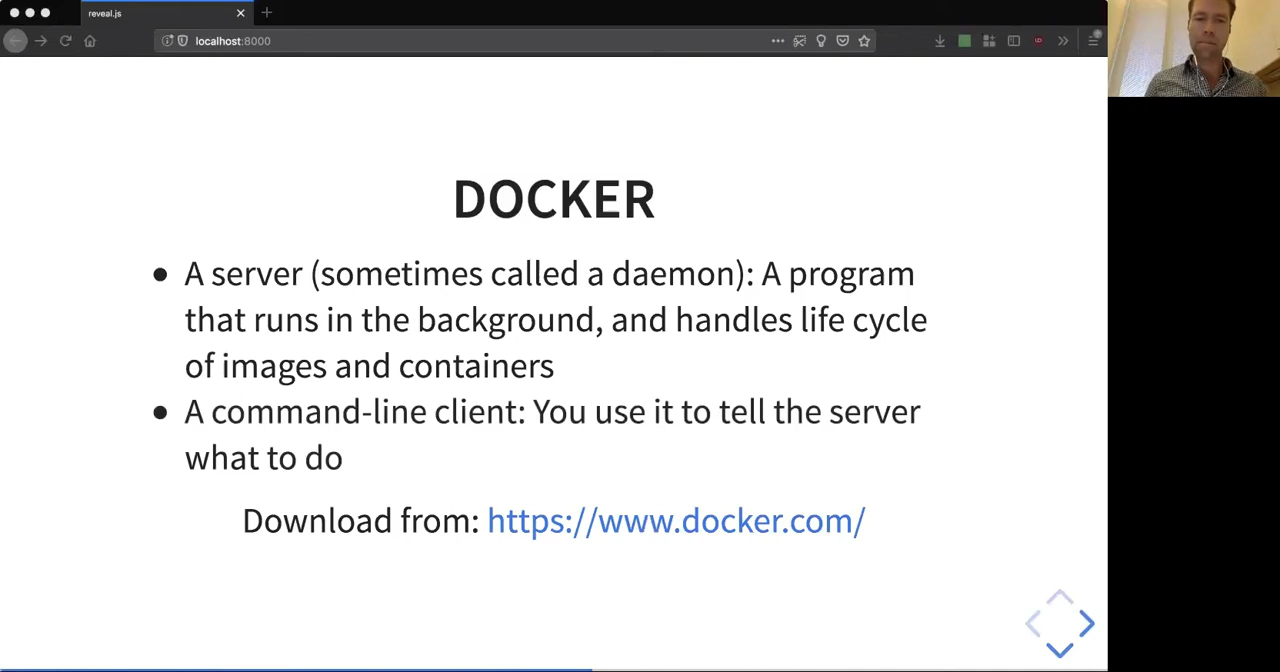 reveal.js
localhost:8000
DOCKER
A server (sometimes called a daemon): A program
that runs in the background, and handles life cycle
of images and containers
A command-line client: You use it to tell the server
what to do
Download from: https://www.docker.com/